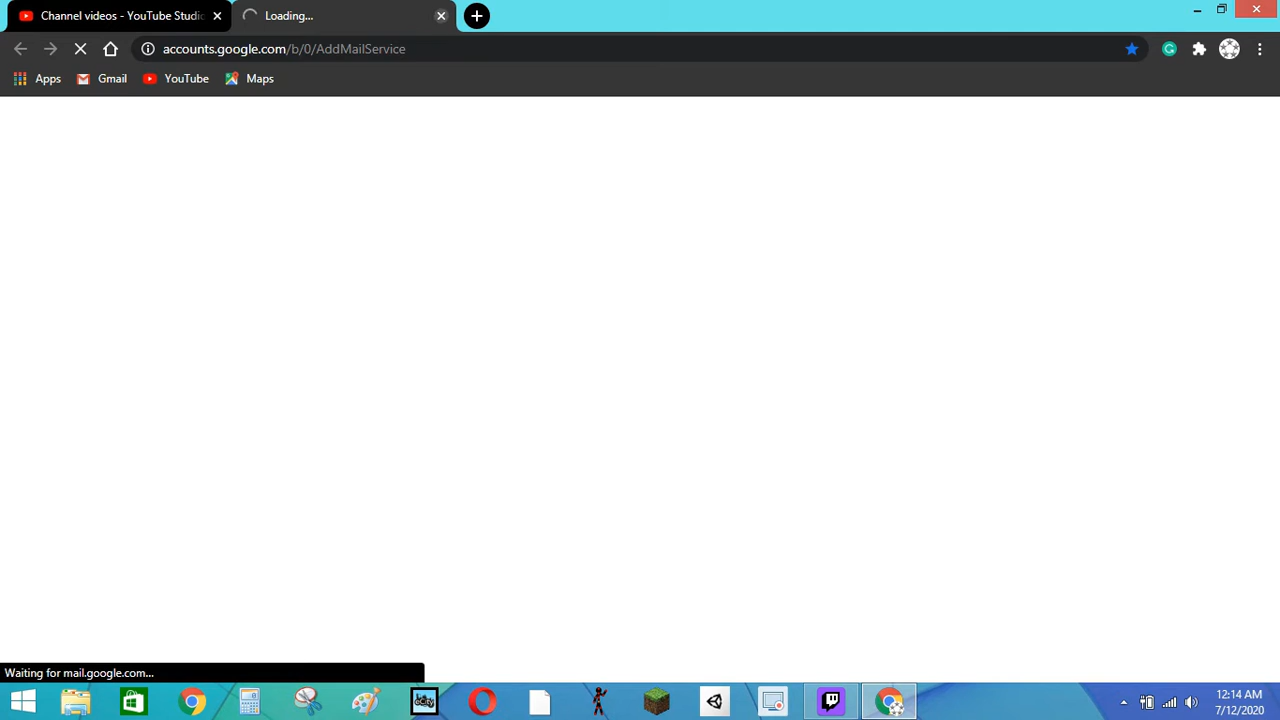 Channel videos - YouTube Studio
Loading...
accounts.google.com/b/0/AddMailService
Apps
Gmail
YouTube
Maps
Waiting for mail.google.com...
12:14 AM
7/12/2020